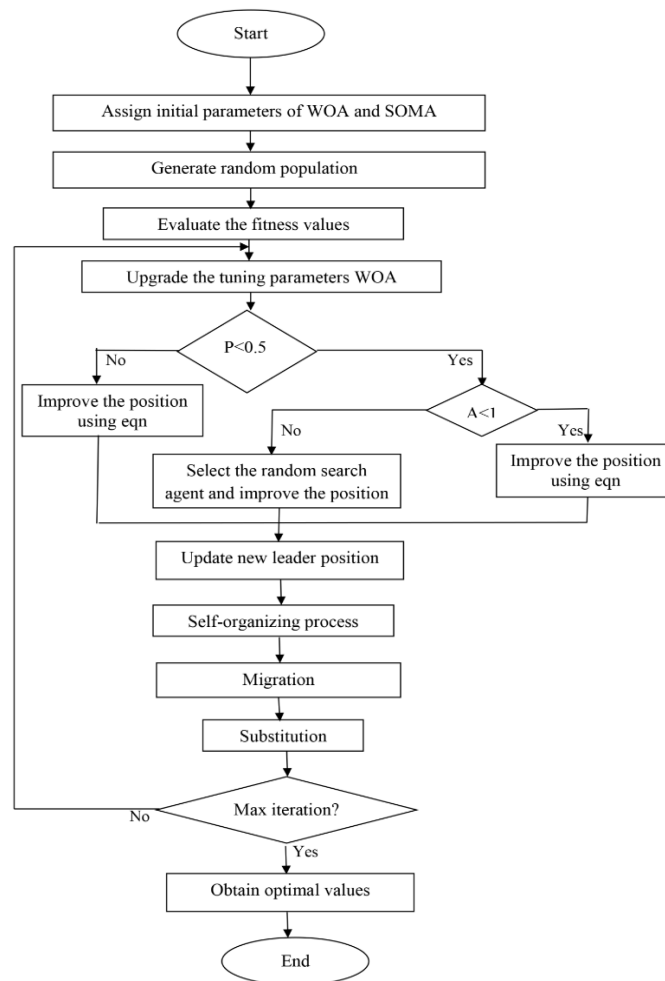 Start
Assign initial parameters of WOA and SOMA
Generate random population
Evaluate the fitness values
Upgrade the tuning parameters WOA
P<0.5
No
Yes
Improve the position
using eqn
A<1
No
Yes
Select the random search
agent and improve the position
Improve the position
using eqn
Update new leader position
Self-organizing process
Migration
Substitution
Max iteration?
No
Yes
Obtain optimal values
End